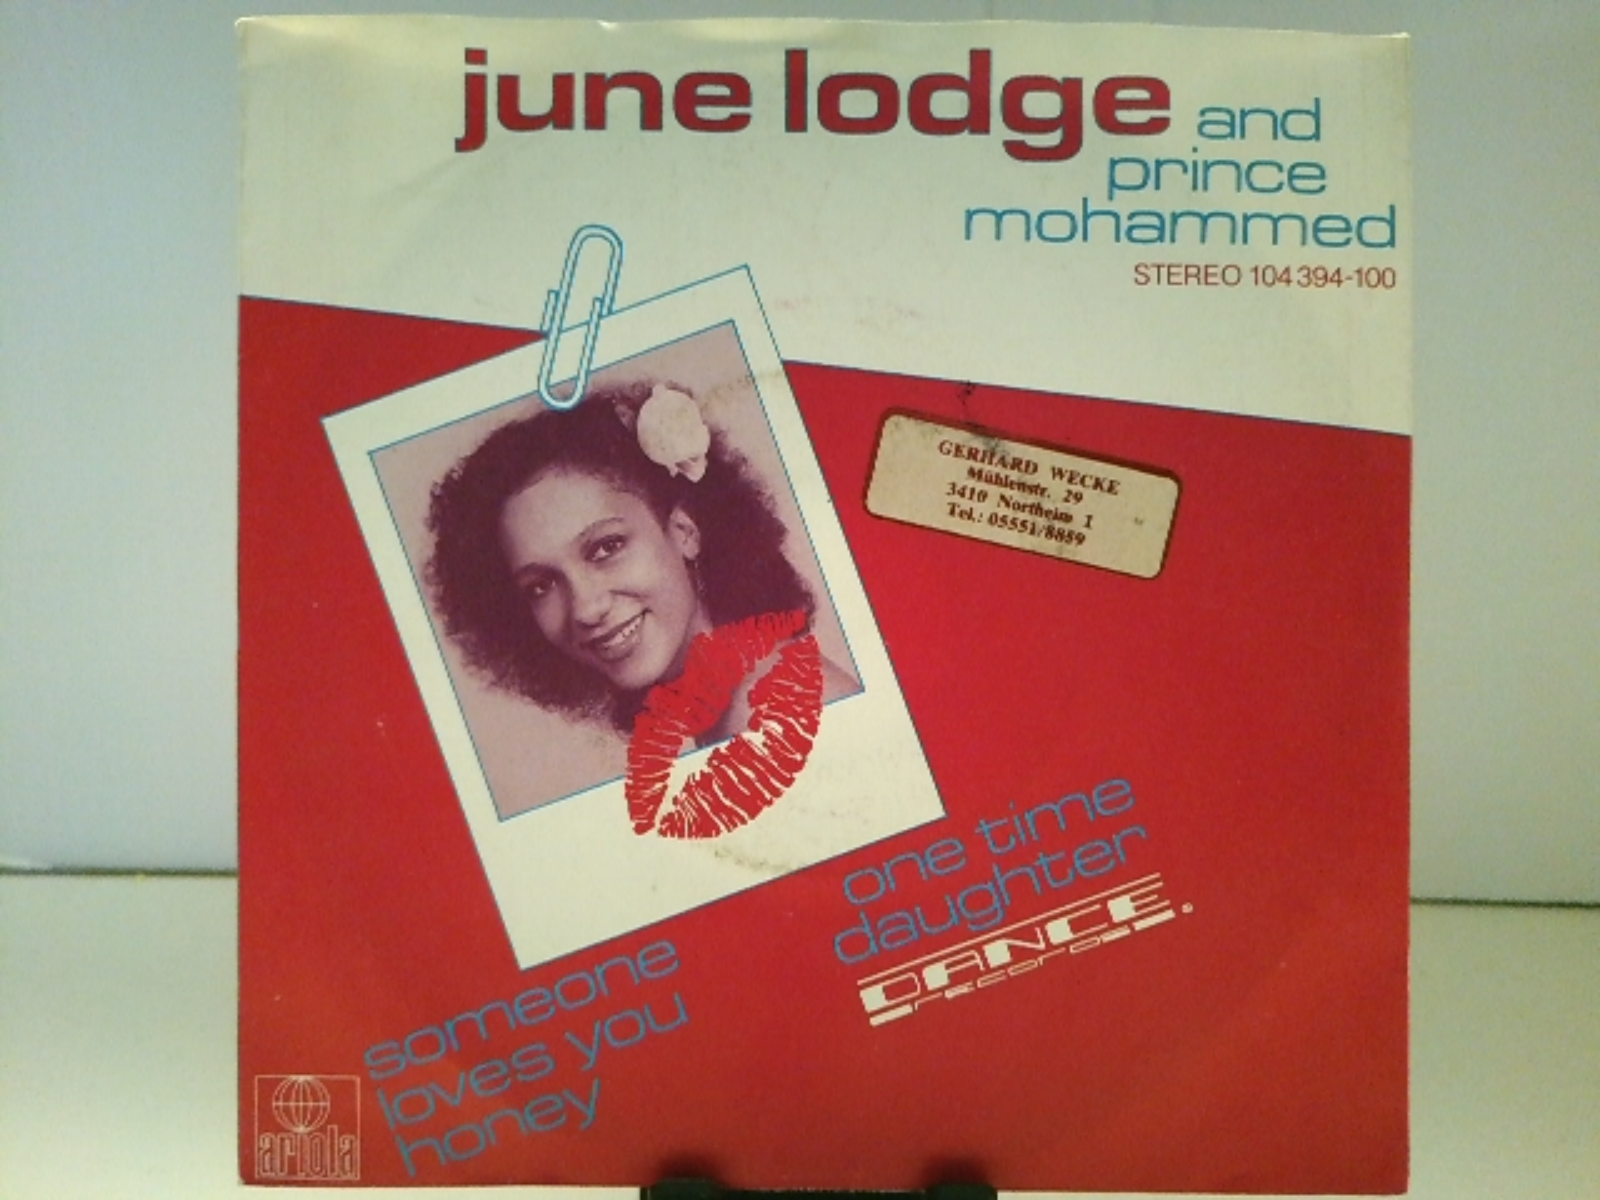 june lodge and
prince
mohammed
STEREO 104 394-100
GERHARD WECKE
Mühlenstr. 29
3410 Northeim 1
Tel.: 05551/8859
one time
daughter
DANCE
records
someone
loves you
honey
ariola